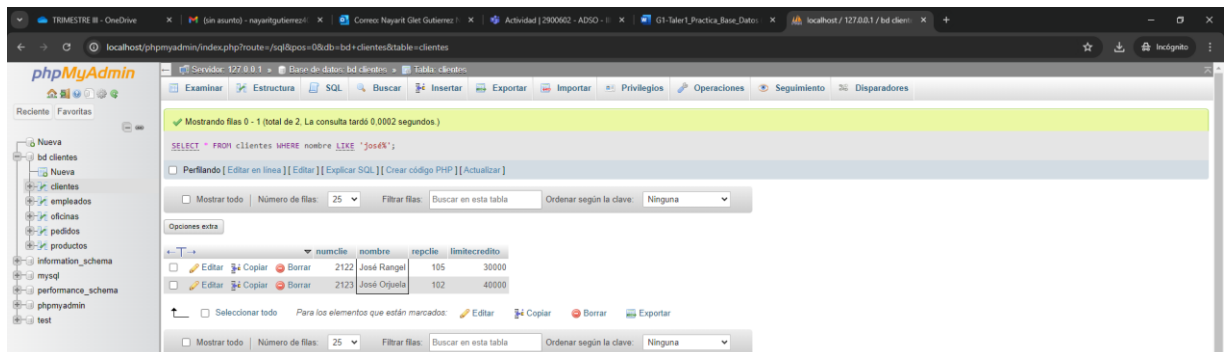 TRIMESTRE III - OneDrive
(sin asunto) - nayaritgutierrez4
Correo: Nayarit Glet Gutierrez
Actividad | 2900602 - ADSO -
G1-Taler1_Practica_Base_Datos
localhost / 127.0.0.1 / bd client
localhost/phpmyadmin/index.php?route=/sql&pos=0&db=bd+clientes&table=clientes
Incógnito
phpMyAdmin
Reciente Favoritas
Nueva
bd clientes
Nueva
clientes
empleados
oficinas
pedidos
productos
information_schema
mysql
performance_schema
phpmyadmin
test
Servidor: 127.0.0.1 » Base de datos: bd clientes » Tabla: clientes
Examinar Estructura SQL Buscar Insertar Exportar Importar Privilegios Operaciones Seguimiento Disparadores
Mostrando filas 0 - 1 (total de 2, La consulta tardó 0,0002 segundos.)
SELECT * FROM clientes WHERE nombre LIKE 'josé%';
Perfilando [ Editar en línea ] [ Editar ] [ Explicar SQL ] [ Crear código PHP ] [ Actualizar ]
Mostrar todo | Número de filas: 25 Filtrar filas: Buscar en esta tabla Ordenar según la clave: Ninguna
Opciones extra
numclie nombre repclie limitecredito
Editar Copiar Borrar 2122 José Rangel 105 30000
Editar Copiar Borrar 2123 José Orjuela 102 40000
Seleccionar todo Para los elementos que están marcados: Editar Copiar Borrar Exportar
Mostrar todo | Número de filas: 25 Filtrar filas: Buscar en esta tabla Ordenar según la clave: Ninguna